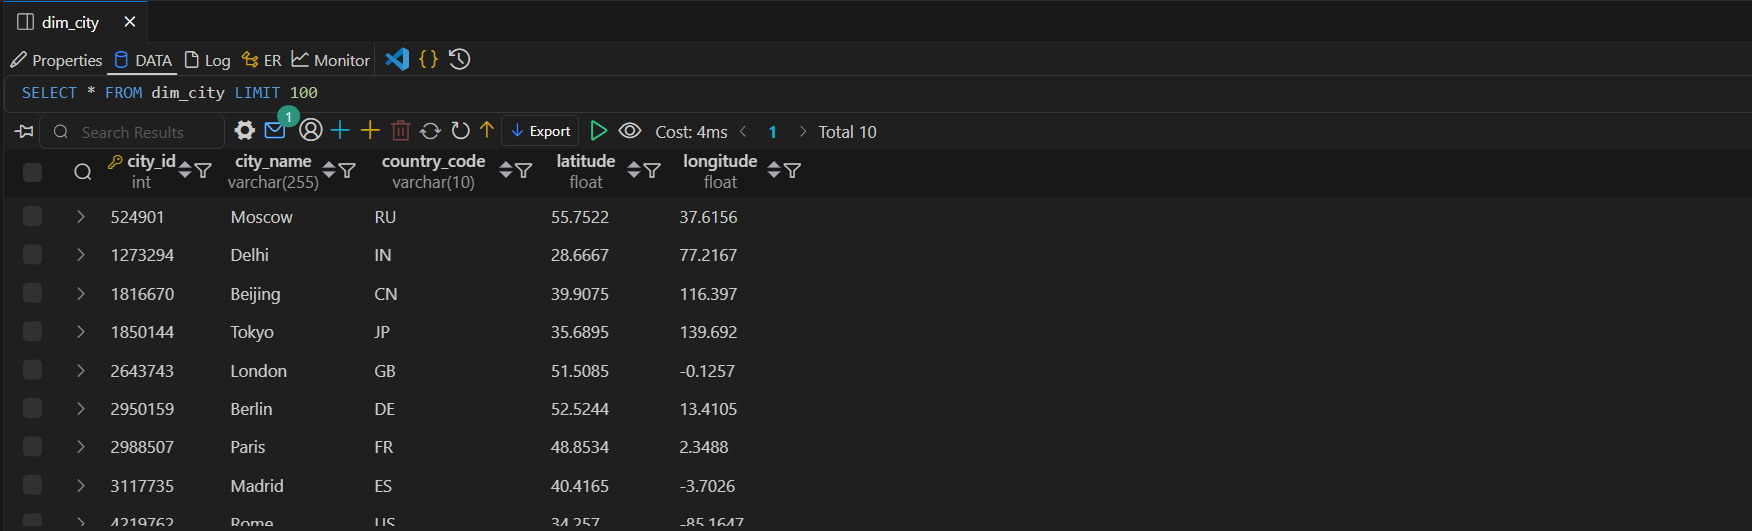 dim_city
Properties DATA Log ER Monitor
SELECT * FROM dim_city LIMIT 100
1
Search Results Export Cost: 4ms 1 Total 10
city_id city_name country_code latitude longitude
int varchar(255) varchar(10) float float
524901 Moscow RU 55.7522 37.6156
1273294 Delhi IN 28.6667 77.2167
1816670 Beijing CN 39.9075 116.397
1850144 Tokyo JP 35.6895 139.692
2643743 London GB 51.5085 -0.1257
2950159 Berlin DE 52.5244 13.4105
2988507 Paris FR 48.8534 2.3488
3117735 Madrid ES 40.4165 -3.7026
4219762 Rome US 34.257 -85.1647